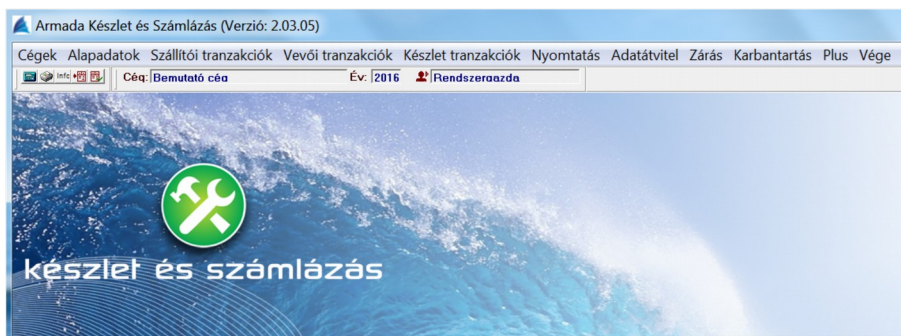 Armada Készlet és Számlázás (Verzió: 2.03.05)
Cégek Alapadatok Szállítói tranzakciók Vevői tranzakciók Készlet tranzakciók Nyomtatás Adatátvitel Zárás Karbantartás Plus Vége
Info Cég: Bemutató cég Év: 2016 Rendszergazda
készlet és számlázás